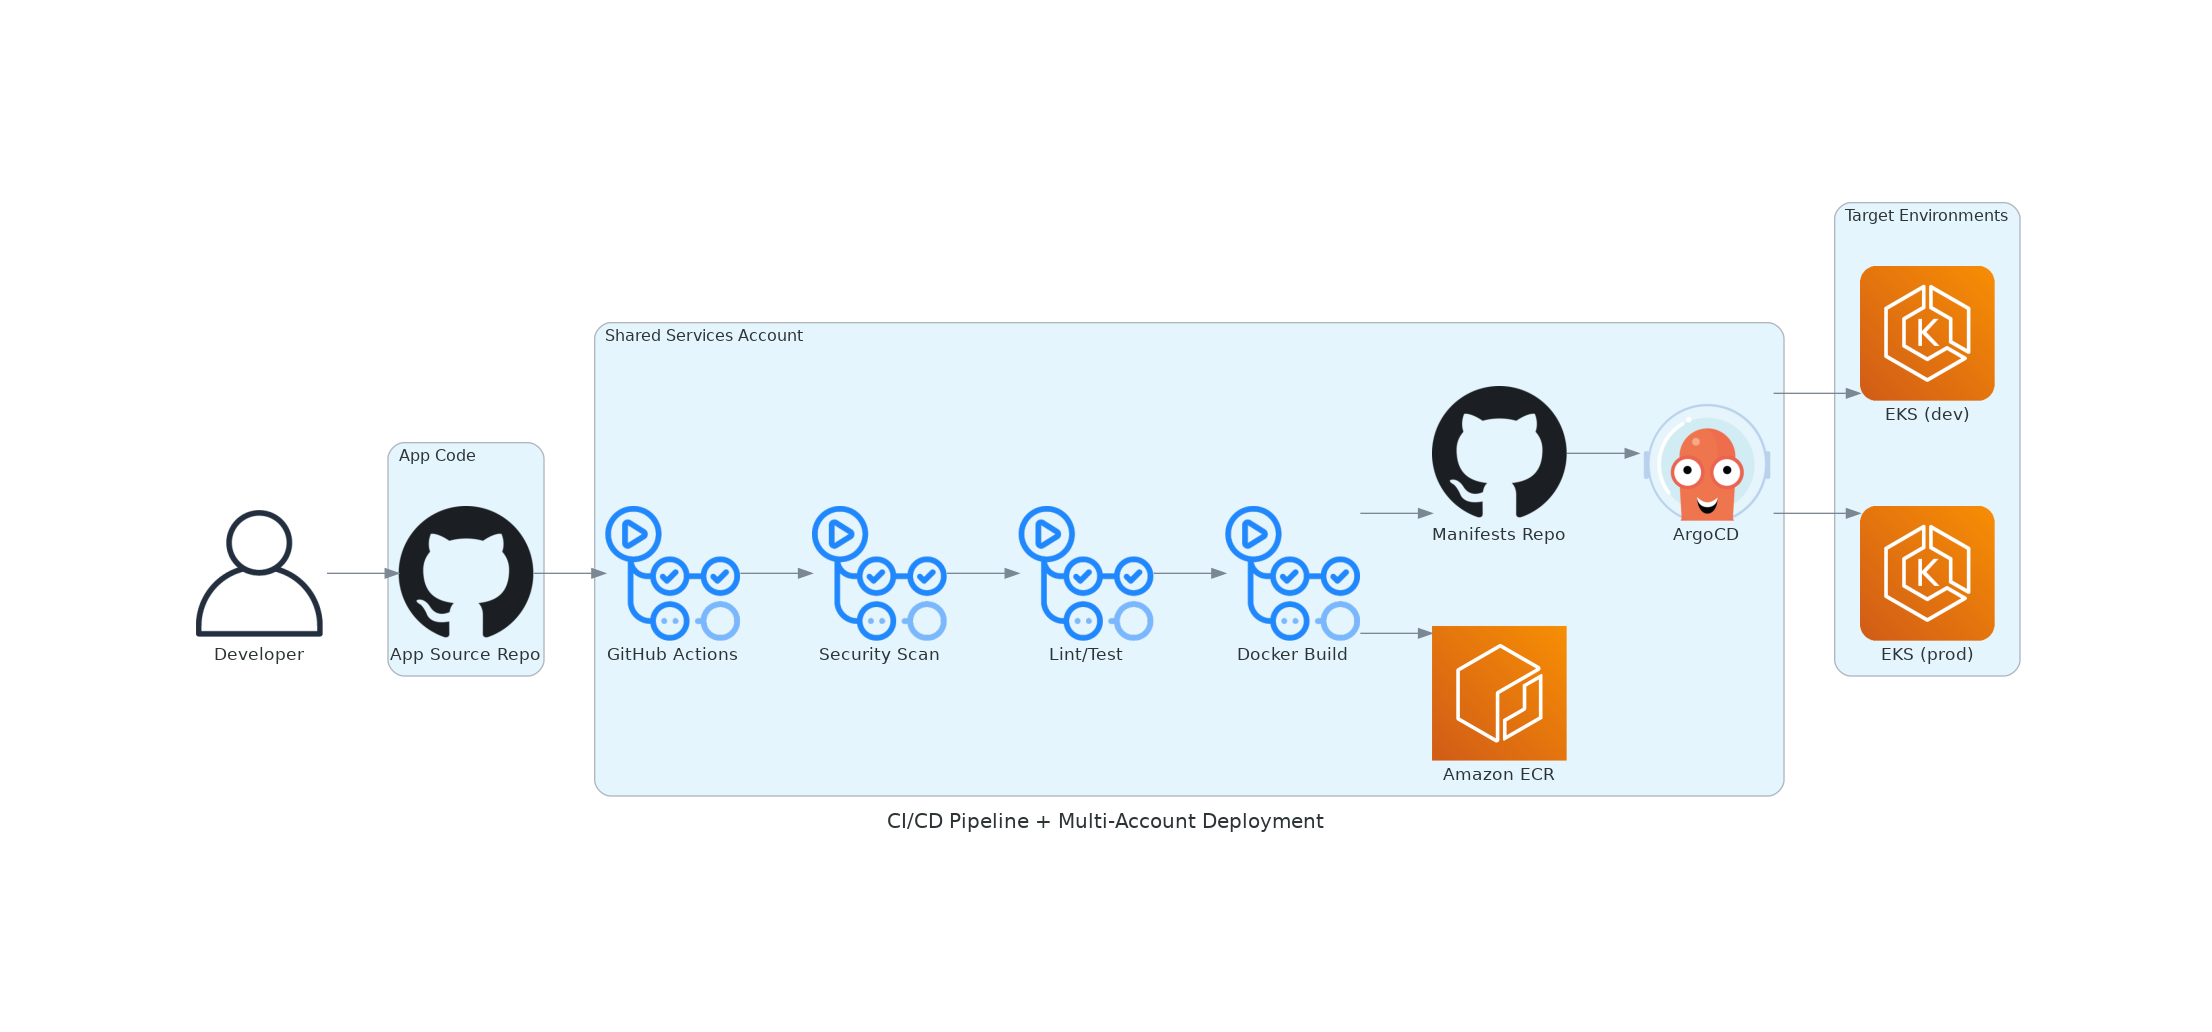 Target Environments
EKS (dev)
Shared Services Account
App Code
Manifests Repo
ArgoCD
Developer
App Source Repo
GitHub Actions
Security Scan
Lint/Test
Docker Build
EKS (prod)
Amazon ECR
CI/CD Pipeline + Multi-Account Deployment